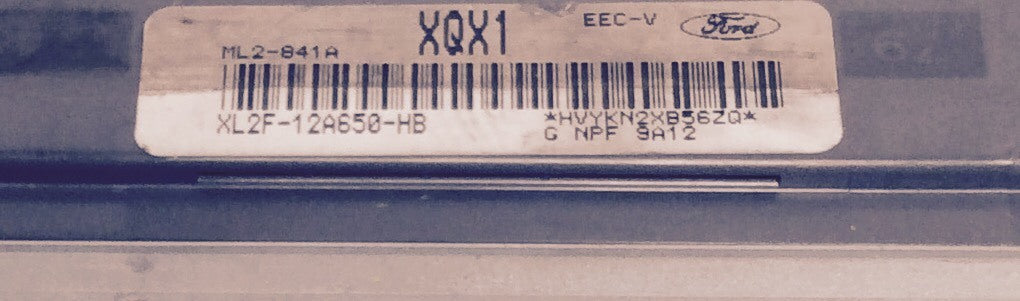 XQX1 EEC-V Ford
ML2-841A
XL2F-12A650-HB *HVYKN2XB56ZQ*
G NPF 9A12